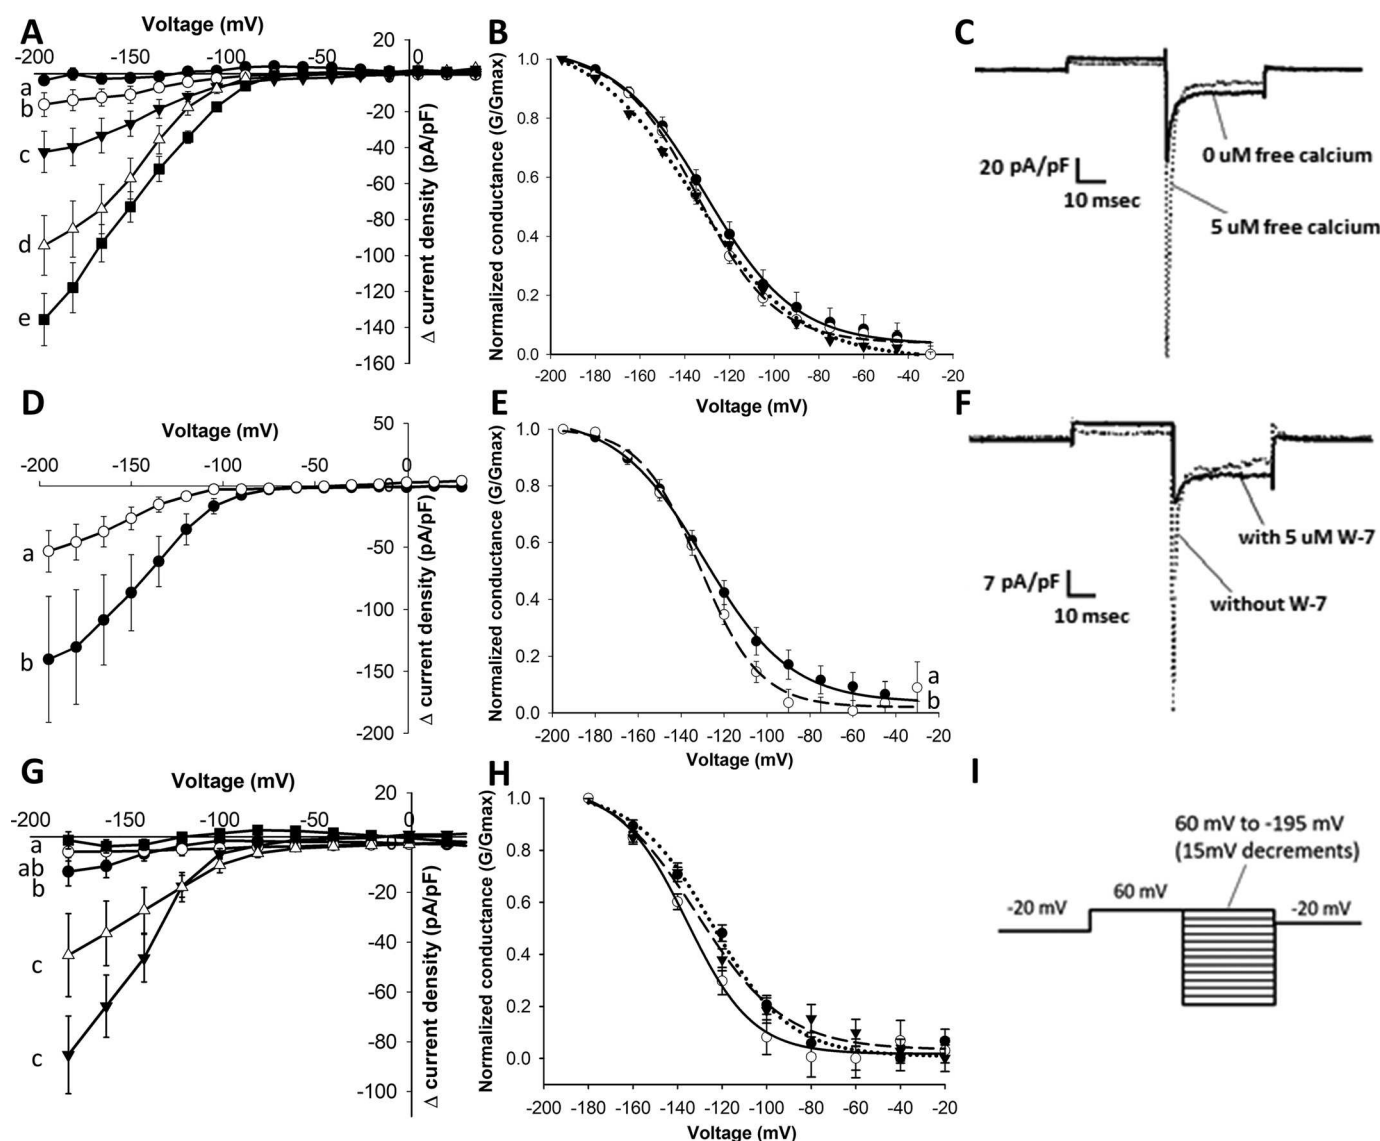 A
Voltage (mV)
-200
-150
-100
-50
0
20
-20
-40
-60
-80
-100
-120
-140
-160
Δ current density (pA/pF)
a
b
c
d
e
B
Normalized conductance (G/Gmax)
1.0
0.8
0.6
0.4
0.2
0.0
-200 -180 -160 -140 -120 -100 -80 -60 -40 -20
Voltage (mV)
C
20 pA/pF
10 msec
0 uM free calcium
5 uM free calcium
D
Voltage (mV)
-200
-150
-100
-50
0
50
-50
-100
-150
-200
Δ current density (pA/pF)
a
b
E
Normalized conductance (G/Gmax)
1.0
0.8
0.6
0.4
0.2
0.0
-200 -180 -160 -140 -120 -100 -80 -60 -40 -20
Voltage (mV)
a
b
F
7 pA/pF
10 msec
with 5 uM W-7
without W-7
G
Voltage (mV)
-200
-150
-100
-50
0
20
-20
-40
-60
-80
-100
Δ current density (pA/pF)
a
ab
b
c
c
H
Normalized conductance (G/Gmax)
1.0
0.8
0.6
0.4
0.2
0.0
-200 -180 -160 -140 -120 -100 -80 -60 -40 -20
Voltage (mV)
I
60 mV to -195 mV
(15mV decrements)
-20 mV
60 mV
-20 mV